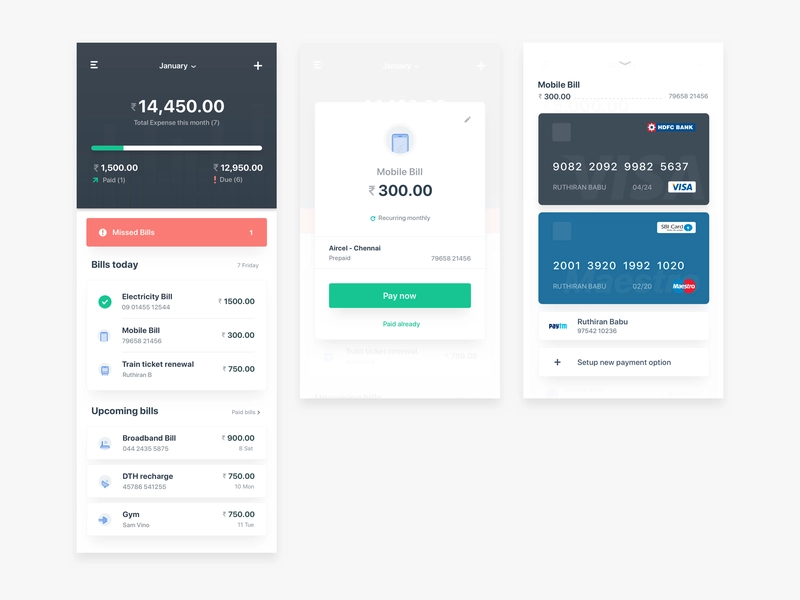 January
₹ 14,450.00
Total Expense this month (7)
₹ 1,500.00
₹ 12,950.00
Paid (1)
Due (6)
Missed Bills 1
Bills today 7 Friday
Electricity Bill ₹ 1500.00
09 01455 12544
Mobile Bill ₹ 300.00
79658 21456
Train ticket renewal ₹ 750.00
Ruthiran B
Upcoming bills Paid bills
Broadband Bill ₹ 900.00
044 2435 5875 8 Sat
DTH recharge ₹ 750.00
45786 541255 10 Mon
Gym ₹ 750.00
Sam Vino 11 Tue
January
Mobile Bill
₹ 300.00
Recurring monthly
Aircel - Chennai
Prepaid 79658 21456
Pay now
Paid already
Train ticket renewal
Mobile Bill
₹ 300.00 79658 21456
HDFC BANK
9082 2092 9982 5637
RUTHIRAN BABU 04/24 VISA
VISA
SBI Card
2001 3920 1992 1020
RUTHIRAN BABU 02/20 Maestro
Maestro
paytm Ruthiran Babu
97542 10236
Setup new payment option